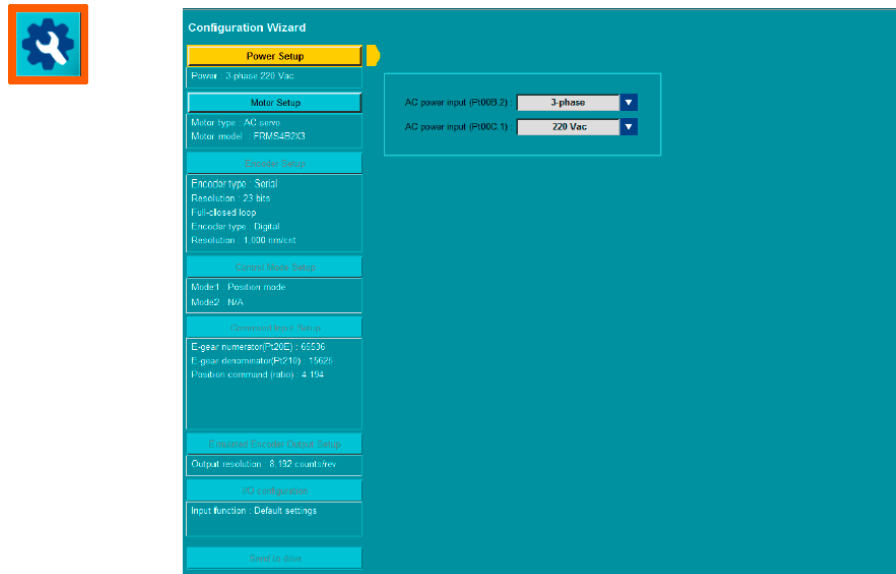 Configuration Wizard
Power Setup
Power : 3-phase 220 Vac
AC power input (Pt00B.2) : 3-phase
AC power input (Pt00C.1) : 220 Vac
Motor Setup
Motor type : AC servo
Motor model : FRMS4B2X3
Encoder Setup
Encoder type : Serial
Resolution : 23 bits
Full-closed loop
Encoder type : Digital
Resolution : 1,000 nm/cnt
Control Mode Setup
Mode1 : Position mode
Mode2 : N/A
Command Input Setup
E-gear numerator(Pt20E) : 65536
E-gear denominator(Pt210) : 15625
Position command (ratio) : 4.194
Emulated Encoder Output Setup
Output resolution : 8,192 counts/rev
I/O configuration
Input function : Default settings
Send to drive